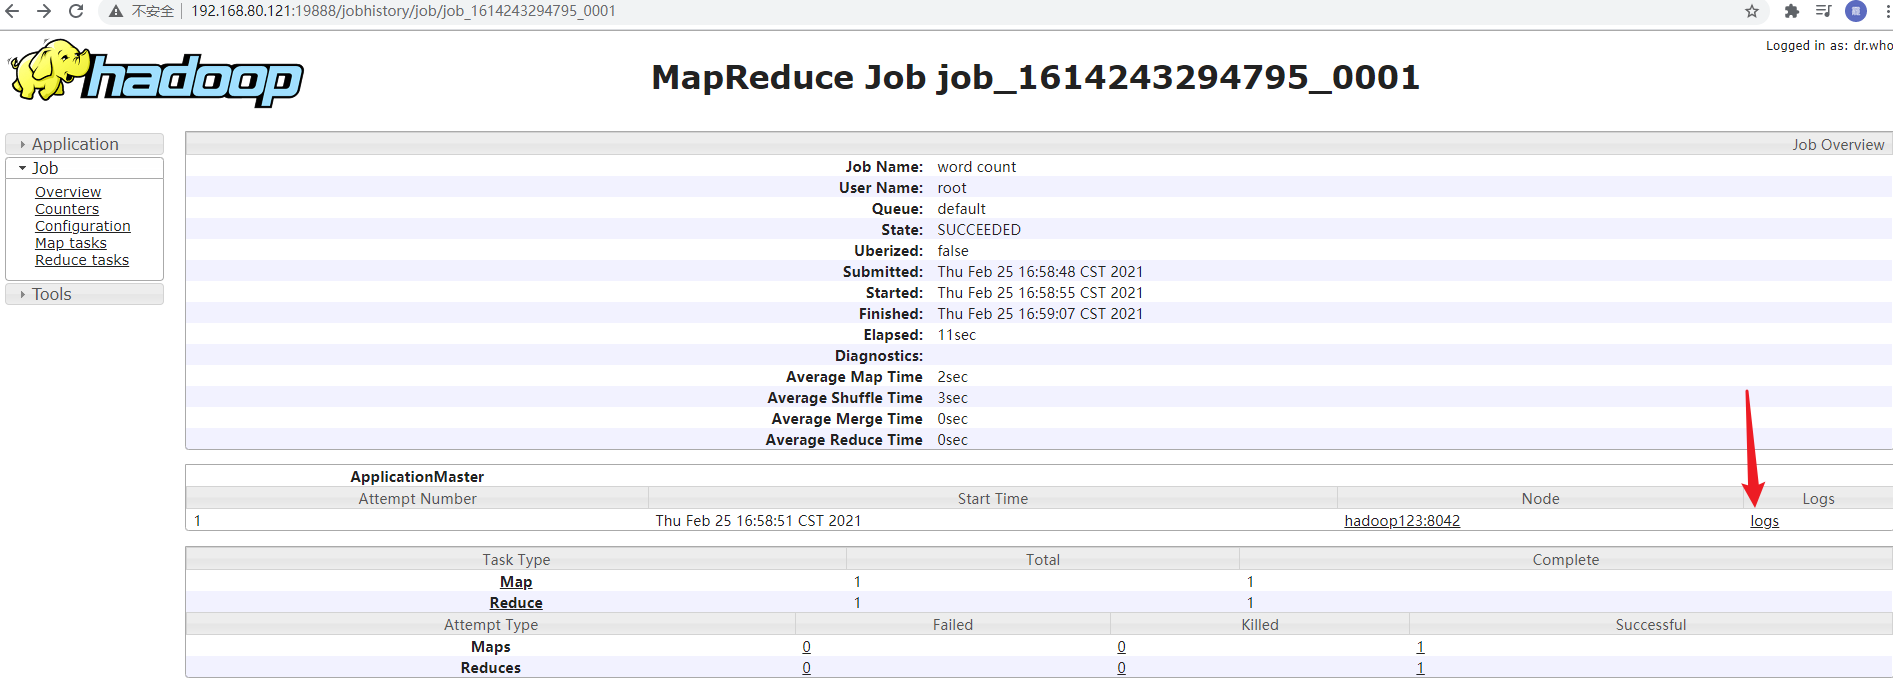 不安全 192.168.80.121:19888/jobhistory/job/job_1614243294795_0001
Logged in as: dr.who
hadoop
MapReduce Job job_1614243294795_0001
Application
Job
Overview
Counters
Configuration
Map tasks
Reduce tasks
Tools
Job Overview
Job Name: word count
User Name: root
Queue: default
State: SUCCEEDED
Uberized: false
Submitted: Thu Feb 25 16:58:48 CST 2021
Started: Thu Feb 25 16:58:55 CST 2021
Finished: Thu Feb 25 16:59:07 CST 2021
Elapsed: 11sec
Diagnostics:
Average Map Time 2sec
Average Shuffle Time 3sec
Average Merge Time 0sec
Average Reduce Time 0sec
ApplicationMaster
Attempt Number Start Time Node Logs
1 Thu Feb 25 16:58:51 CST 2021 hadoop123:8042 logs
Task Type Total Complete
Map 1 1
Reduce 1 1
Attempt Type Failed Killed Successful
Maps 0 0 1
Reduces 0 0 1